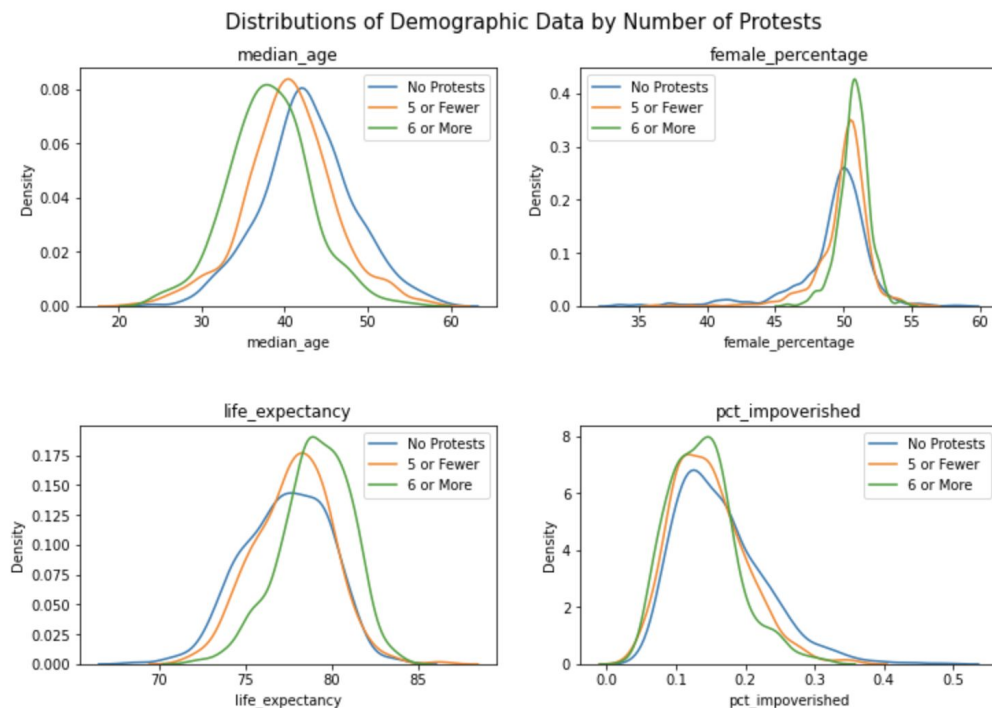 Distributions of Demographic Data by Number of Protests
median_age
No Protests
5 or Fewer
6 or More
0.08
0.06
0.04
0.02
0.00
Density
20 30 40 50 60
median_age
female_percentage
No Protests
5 or Fewer
6 or More
0.4
0.3
0.2
0.1
0.0
Density
35 40 45 50 55 60
female_percentage
life_expectancy
No Protests
5 or Fewer
6 or More
0.175
0.150
0.125
0.100
0.075
0.050
0.025
0.000
Density
70 75 80 85
life_expectancy
pct_impoverished
No Protests
5 or Fewer
6 or More
8
6
4
2
0
Density
0.0 0.1 0.2 0.3 0.4 0.5
pct_impoverished